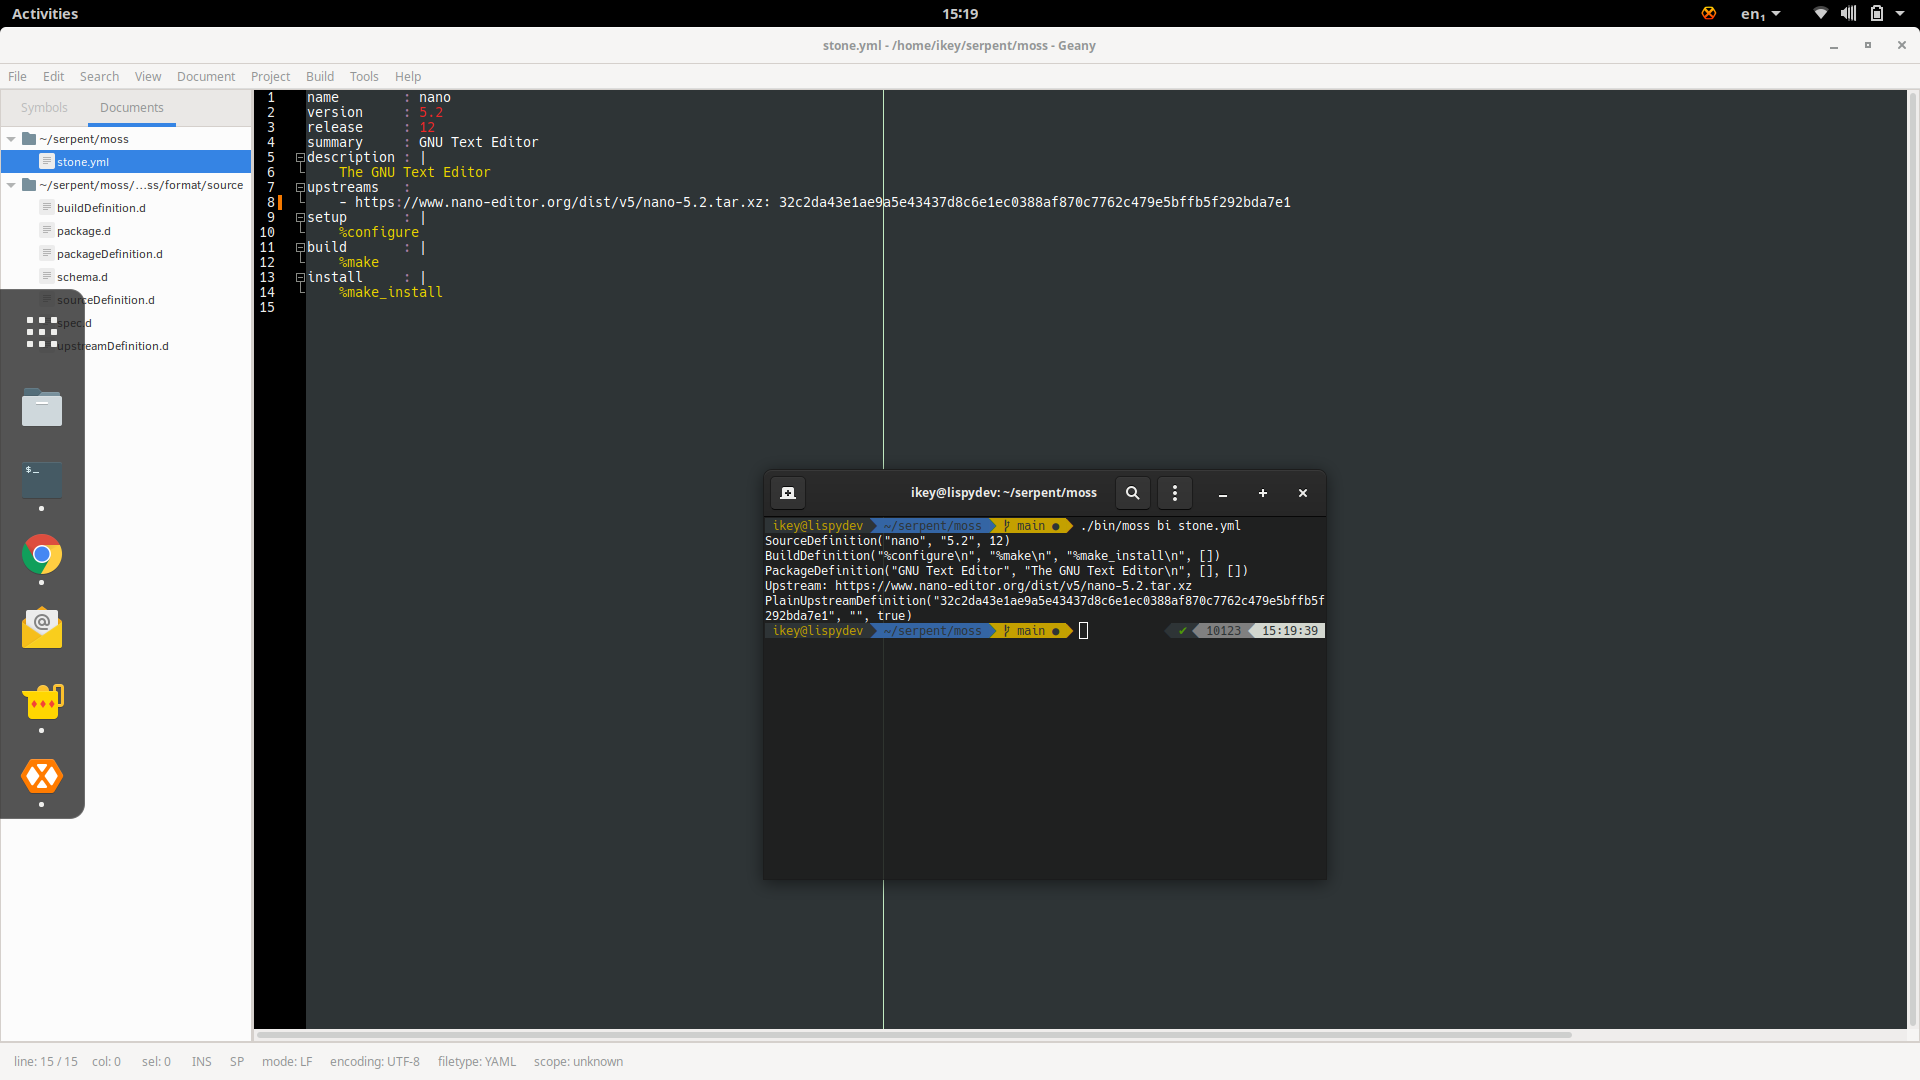 Activities
15:19
en₁
stone.yml - /home/ikey/serpent/moss - Geany
File Edit Search View Document Project Build Tools Help
Symbols Documents
~/serpent/moss
stone.yml
~/serpent/moss/...ss/format/source
buildDefinition.d
package.d
packageDefinition.d
schema.d
sourceDefinition.d
spec.d
upstreamDefinition.d
1 name : nano
2 version : 5.2
3 release : 12
4 summary : GNU Text Editor
5 description : |
6 The GNU Text Editor
7 upstreams :
8 - https://www.nano-editor.org/dist/v5/nano-5.2.tar.xz: 32c2da43e1ae9a5e43437d8c6e1ec0388af870c7762c479e5bffb5f292bda7e1
9 setup : |
10 %configure
11 build : |
12 %make
13 install : |
14 %make_install
15
$_
@
ikey@lispydev: ~/serpent/moss
ikey@lispydev ~/serpent/moss main ● ./bin/moss bi stone.yml
SourceDefinition("nano", "5.2", 12)
BuildDefinition("%configure\n", "%make\n", "%make_install\n", [])
PackageDefinition("GNU Text Editor", "The GNU Text Editor\n", [], [])
Upstream: https://www.nano-editor.org/dist/v5/nano-5.2.tar.xz
PlainUpstreamDefinition("32c2da43e1ae9a5e43437d8c6e1ec0388af870c7762c479e5bffb5f
292bda7e1", "", true)
ikey@lispydev ~/serpent/moss main ● ✔ 10123 15:19:39
line: 15 / 15 col: 0 sel: 0 INS SP mode: LF encoding: UTF-8 filetype: YAML scope: unknown